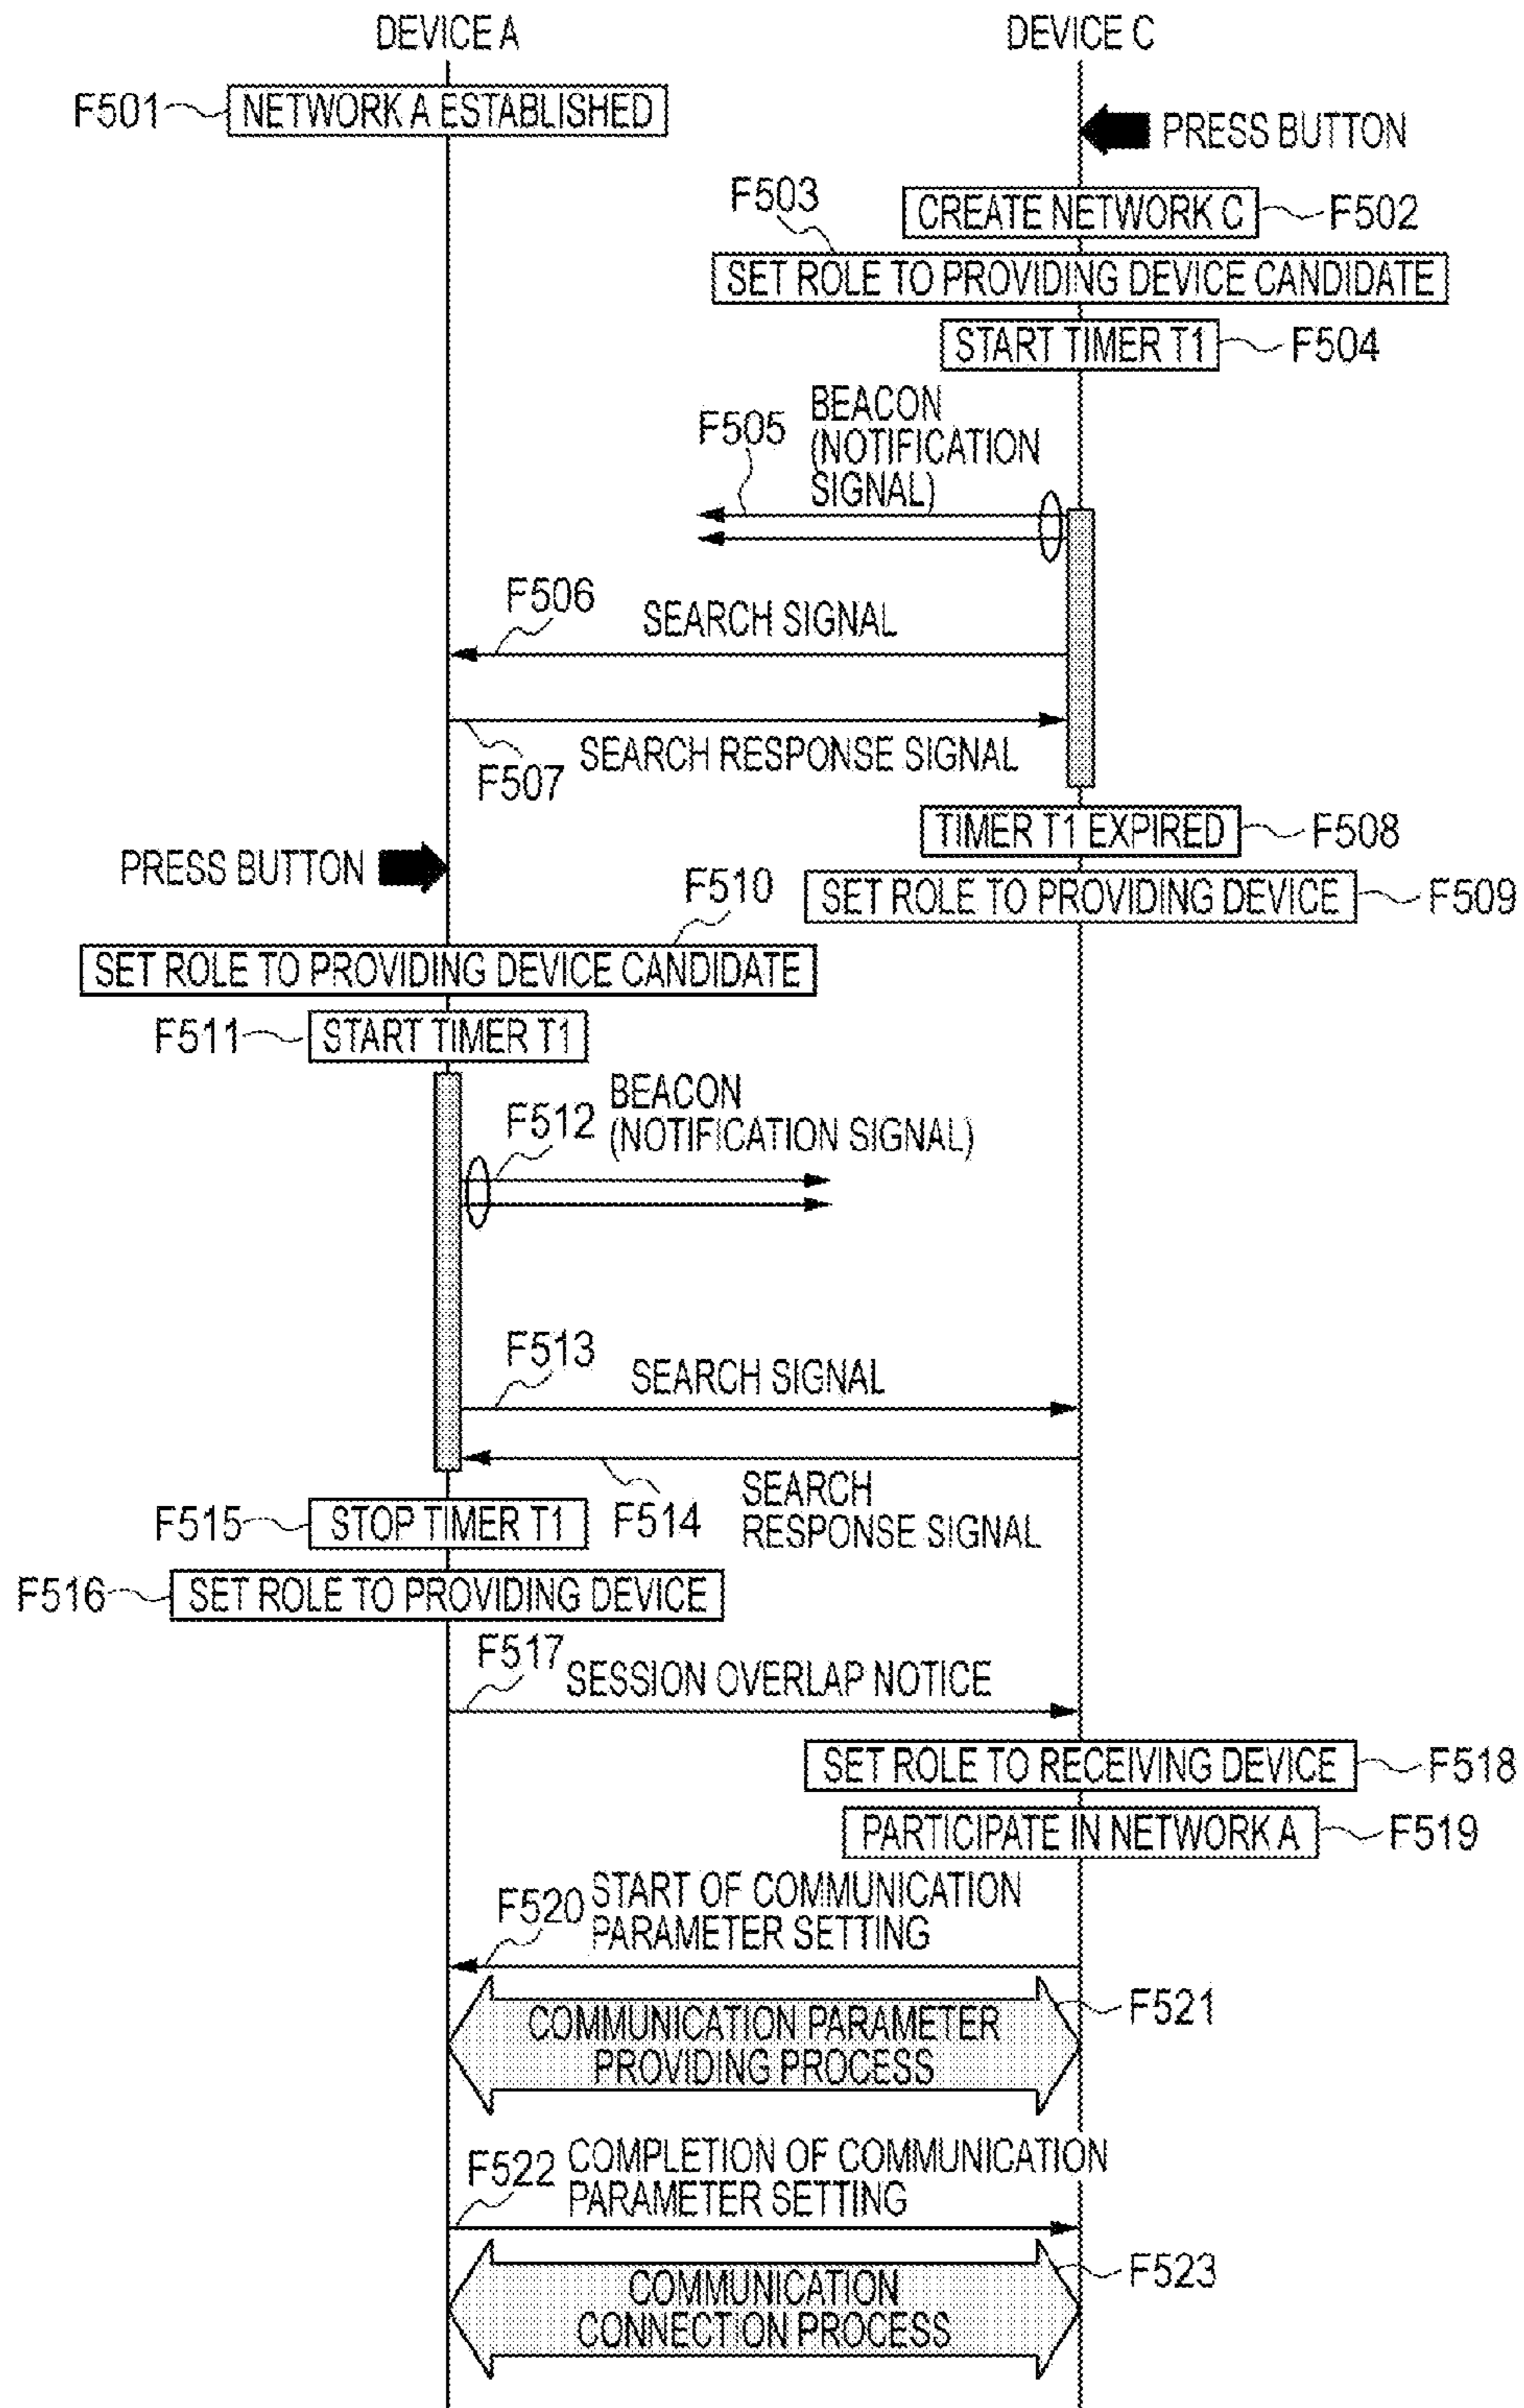 DEVICE A
DEVICE C
F501
NETWORK A ESTABLISHED
PRESS BUTTON
F503
CREATE NETWORK C
F502
SET ROLE TO PROVIDING DEVICE CANDIDATE
START TIMER T1
F504
F505
BEACON
(NOTIFICATION
SIGNAL)
F506
SEARCH SIGNAL
F507
SEARCH RESPONSE SIGNAL
TIMER T1 EXPIRED
F508
PRESS BUTTON
F510
SET ROLE TO PROVIDING DEVICE
F509
SET ROLE TO PROVIDING DEVICE CANDIDATE
F511
START TIMER T1
F512
BEACON
(NOTIFICATION SIGNAL)
F513
SEARCH SIGNAL
F515
STOP TIMER T1
F514
SEARCH
RESPONSE SIGNAL
F516
SET ROLE TO PROVIDING DEVICE
F517
SESSION OVERLAP NOTICE
SET ROLE TO RECEIVING DEVICE
F518
PARTICIPATE IN NETWORK A
F519
F520
START OF COMMUNICATION
PARAMETER SETTING
F521
COMMUNICATION PARAMETER
PROVIDING PROCESS
F522
COMPLETION OF COMMUNICATION
PARAMETER SETTING
F523
COMMUNICATION
CONNECTION PROCESS